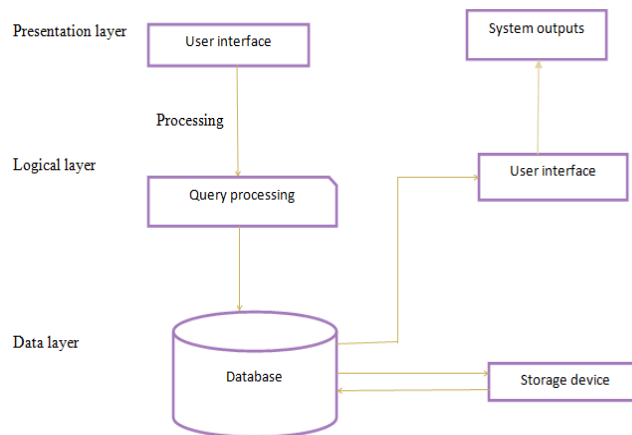 Presentation layer
User interface
System outputs
Processing
Logical layer
User interface
Query processing
Data layer
Database
Storage device